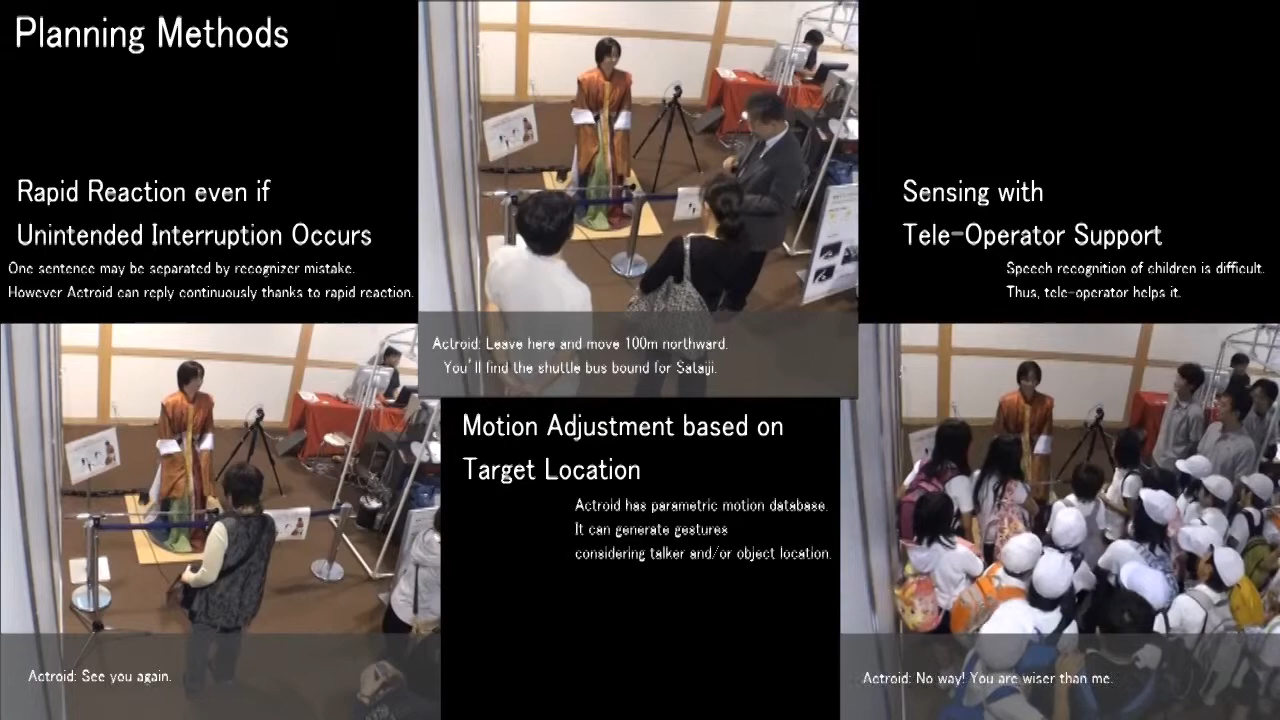 Planning Methods
Rapid Reaction even if
Unintended Interruption Occurs
One sentence may be separated by recognizer mistake.
However Actroid can reply continuously thanks to rapid reaction.
Actroid: See you again.
Actroid: Leave here and move 100m northward.
You'll find the shuttle bus bound for Sataiji.
Motion Adjustment based on
Target Location
Actroid has parametric motion database.
It can generate gestures
considering talker and/or object location.
Sensing with
Tele-Operator Support
Speech recognition of children is difficult.
Thus, tele-operator helps it.
Actroid: No way! You are wiser than me.